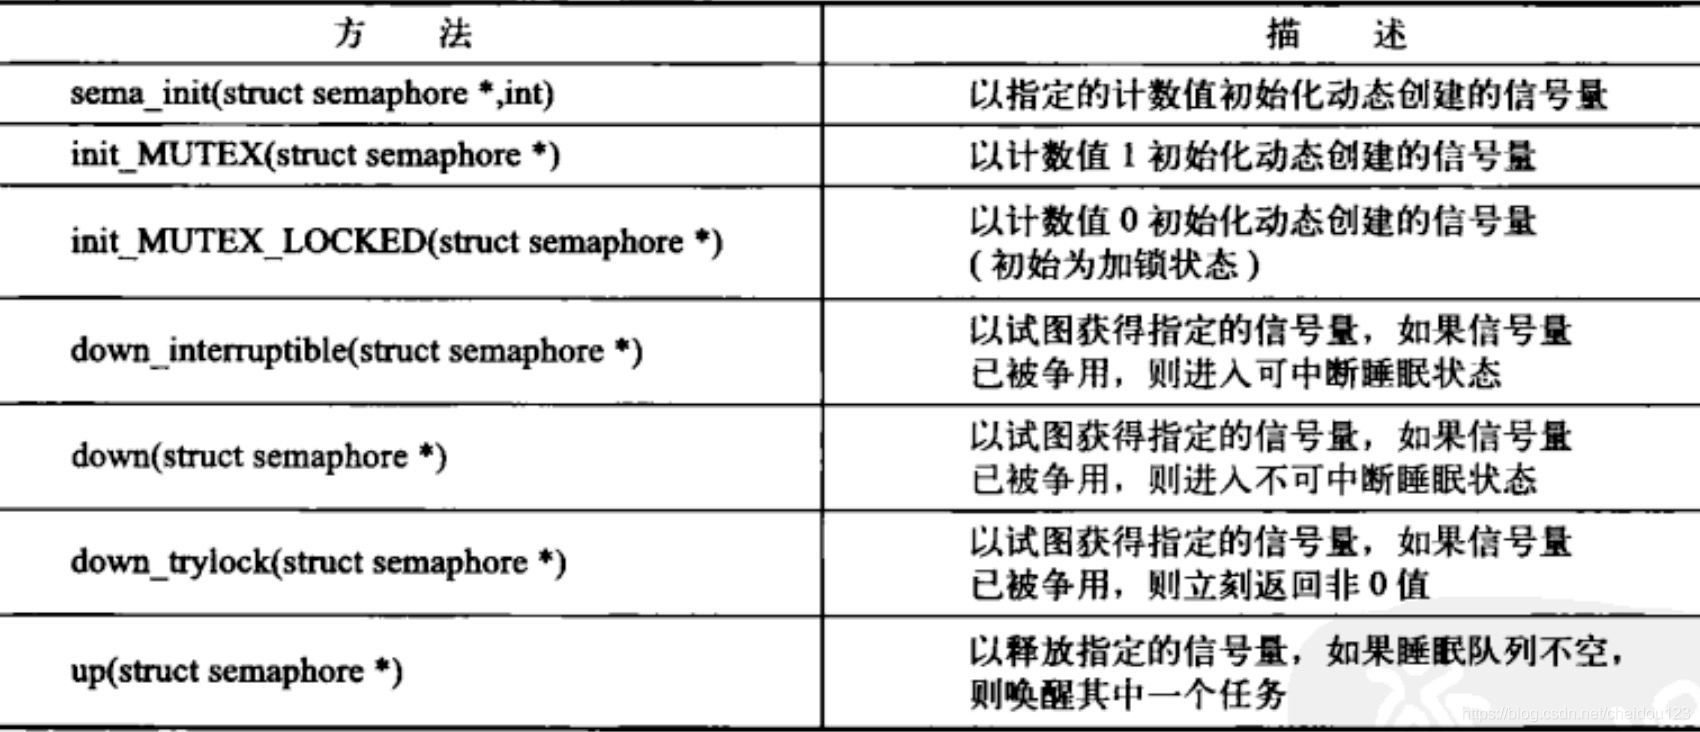 方 法 描 述
sema_init(struct semaphore *,int) 以指定的计数值初始化动态创建的信号量
init_MUTEX(struct semaphore *) 以计数值 1 初始化动态创建的信号量
init_MUTEX_LOCKED(struct semaphore *) 以计数值 0 初始化动态创建的信号量
(初始为加锁状态)
down_interruptible(struct semaphore *) 以试图获得指定的信号量，如果信号量
已被争用，则进入可中断睡眠状态
down(struct semaphore *) 以试图获得指定的信号量，如果信号量
已被争用，则进入不可中断睡眠状态
down_trylock(struct semaphore *) 以试图获得指定的信号量，如果信号量
已被争用，则立刻返回非 0 值
up(struct semaphore *) 以释放指定的信号量，如果睡眠队列不空，
则唤醒其中一个任务
https://blog.csdn.net/cheidou123